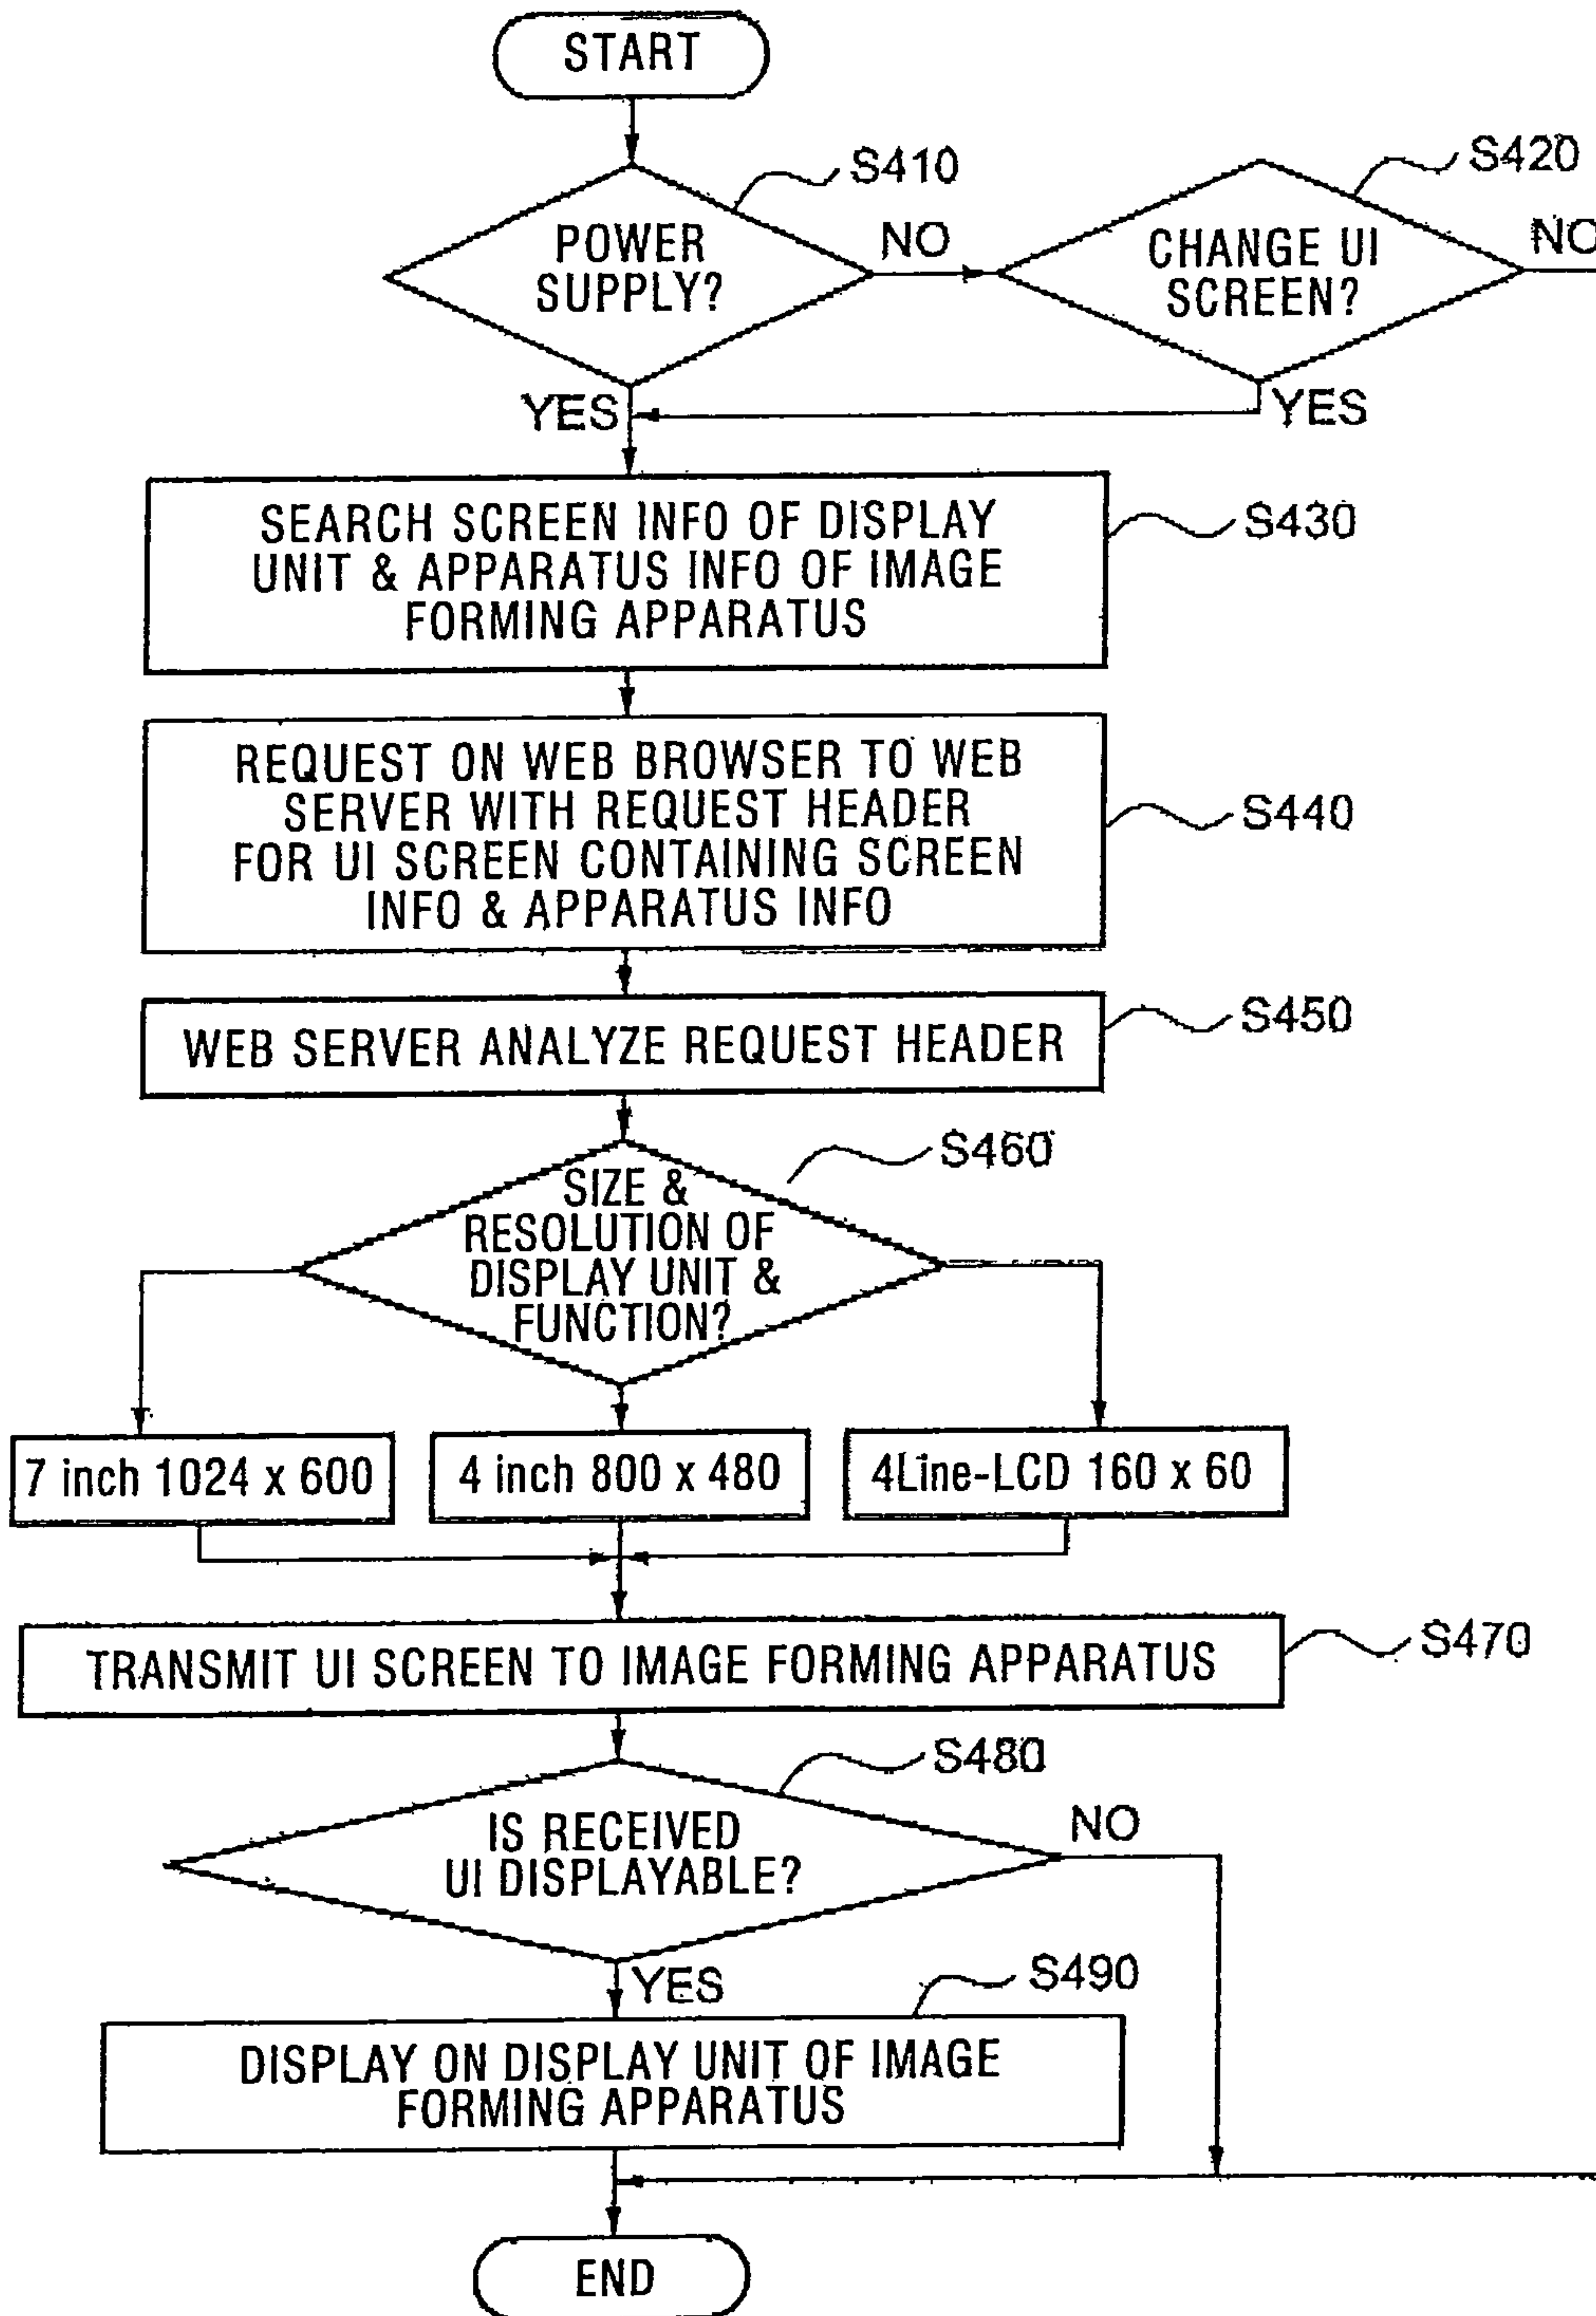 START
S410
S420
POWER
SUPPLY?
NO
CHANGE UI
SCREEN?
NO
YES
YES
SEARCH SCREEN INFO OF DISPLAY
UNIT & APPARATUS INFO OF IMAGE
FORMING APPARATUS
S430
REQUEST ON WEB BROWSER TO WEB
SERVER WITH REQUEST HEADER
FOR UI SCREEN CONTAINING SCREEN
INFO & APPARATUS INFO
S440
WEB SERVER ANALYZE REQUEST HEADER
S450
S460
SIZE &
RESOLUTION OF
DISPLAY UNIT &
FUNCTION?
7 inch 1024 x 600
4 inch 800 x 480
4Line-LCD 160 x 60
TRANSMIT UI SCREEN TO IMAGE FORMING APPARATUS
S470
S480
IS RECEIVED
UI DISPLAYABLE?
NO
YES
S490
DISPLAY ON DISPLAY UNIT OF IMAGE
FORMING APPARATUS
END